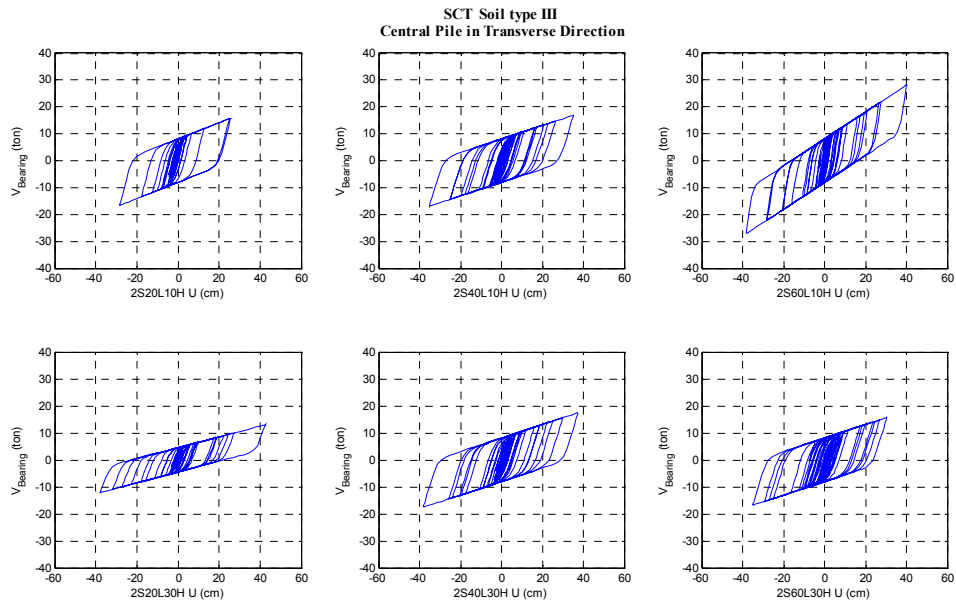 SCT Soil type III
Central Pile in Transverse Direction
40
30
20
10
0
-10
-20
-30
-40
V_Bearing (ton)
-60 -40 -20 0 20 40 60
2S20L10H U (cm)
40
30
20
10
0
-10
-20
-30
-40
V_Bearing (ton)
-60 -40 -20 0 20 40 60
2S40L10H U (cm)
40
30
20
10
0
-10
-20
-30
-40
V_Bearing (ton)
-60 -40 -20 0 20 40 60
2S60L10H U (cm)
40
30
20
10
0
-10
-20
-30
-40
V_Bearing (ton)
-60 -40 -20 0 20 40 60
2S20L30H U (cm)
40
30
20
10
0
-10
-20
-30
-40
V_Bearing (ton)
-60 -40 -20 0 20 40 60
2S40L30H U (cm)
40
30
20
10
0
-10
-20
-30
-40
V_Bearing (ton)
-60 -40 -20 0 20 40 60
2S60L30H U (cm)